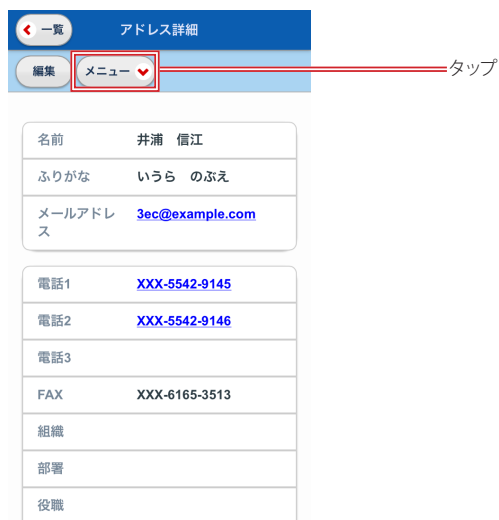 一覧 アドレス詳細
編集 メニュー タップ
名前 井浦 信江
ふりがな いうら のぶえ
メールアドレ 3ec@example.com
ス
電話1 XXX-5542-9145
電話2 XXX-5542-9146
電話3
FAX XXX-6165-3513
組織
部署
役職